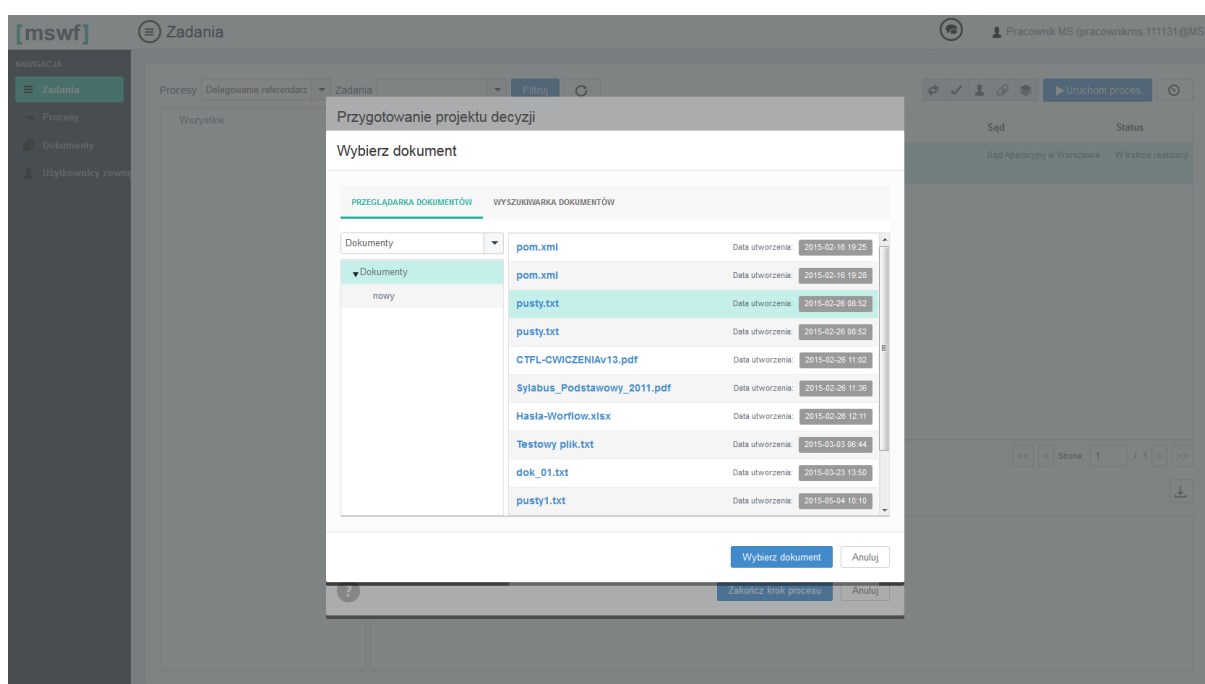 [mswf]
Zadania
Pracownik MS (pracownikms:111131@MS
NAWIGACJA
Zadania
Procesy
Dokumenty
Użytkownicy zewnę
Procesy Delegowanie referendarz Zadania Filtruj Uruchom proces
Wszystkie
Sąd Status
Sąd Apelacyjny w Warszawie W trakcie realizacji
Przygotowanie projektu decyzji
Wybierz dokument
PRZEGLĄDARKA DOKUMENTÓW WYSZUKIWARKA DOKUMENTÓW
Dokumenty
Dokumenty
nowy
pom.xml Data utworzenia: 2015-02-16 19:25
pom.xml Data utworzenia: 2015-02-16 19:28
pusty.txt Data utworzenia: 2015-02-26 08:52
pusty.txt Data utworzenia: 2015-02-26 08:52
CTFL-CWICZENIAv13.pdf Data utworzenia: 2015-02-26 11:02
Sylabus_Podstawowy_2011.pdf Data utworzenia: 2015-02-26 11:36
Hasła-Worflow.xlsx Data utworzenia: 2015-02-26 12:11
Testowy plik.txt Data utworzenia: 2015-03-03 06:44
dok_01.txt Data utworzenia: 2015-03-23 13:50
pusty1.txt Data utworzenia: 2015-05-04 10:10
<< < Strona: 1 / 1 > >>
Wybierz dokument Anuluj
? Zakończ krok procesu Anuluj